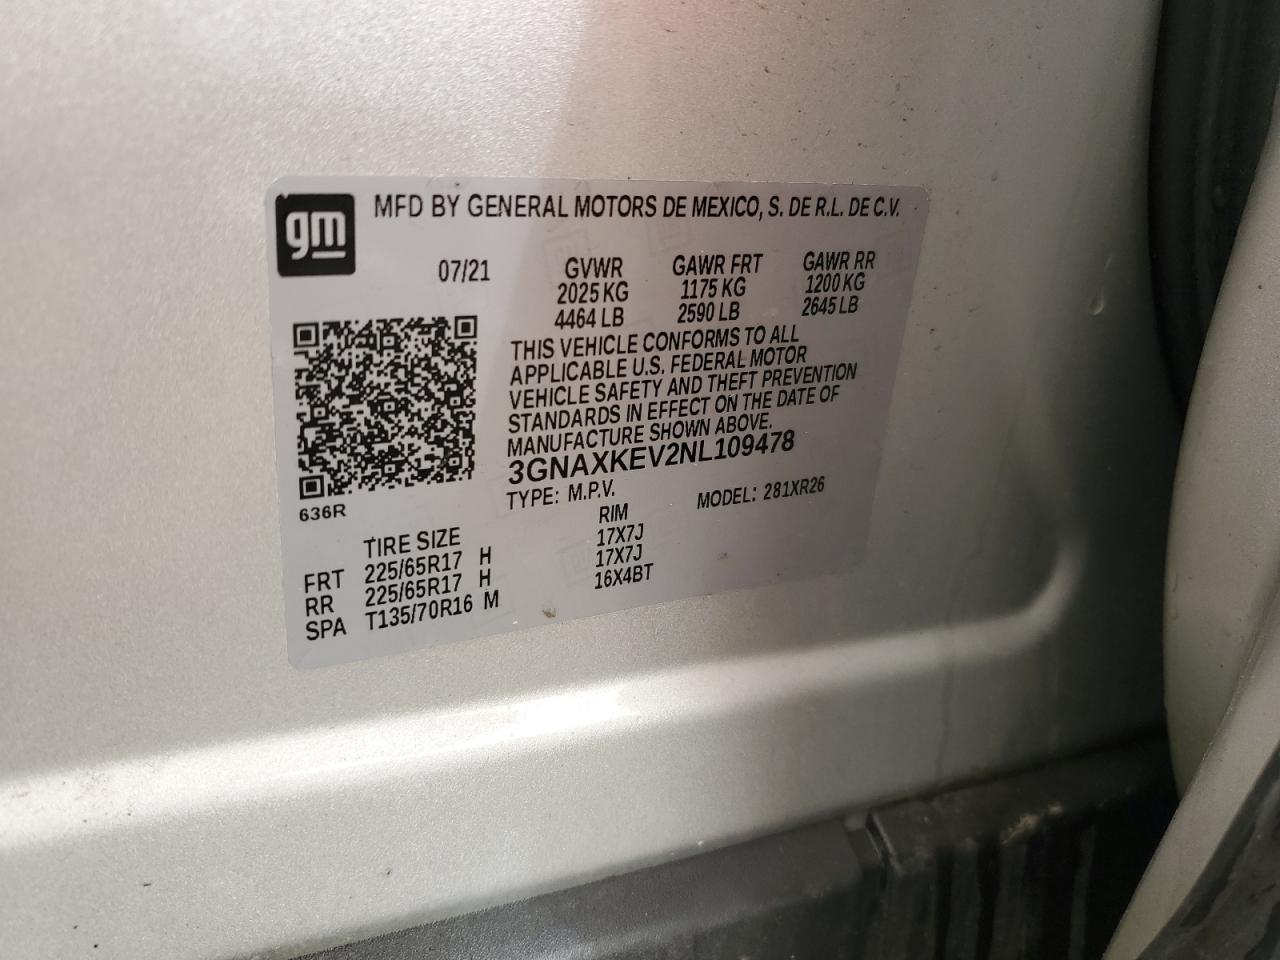 gm
MFD BY GENERAL MOTORS DE MEXICO, S. DE R.L. DE C.V.
07/21 GVWR GAWR FRT GAWR RR
2025 KG 1175 KG 1200 KG
4464 LB 2590 LB 2645 LB
THIS VEHICLE CONFORMS TO ALL
APPLICABLE U.S. FEDERAL MOTOR
VEHICLE SAFETY AND THEFT PREVENTION
STANDARDS IN EFFECT ON THE DATE OF
MANUFACTURE SHOWN ABOVE.
3GNAXKEV2NL109478
TYPE: M.P.V. MODEL: 281XR26
636R
TIRE SIZE RIM
FRT 225/65R17 H 17X7J
RR 225/65R17 H 17X7J
SPA T135/70R16 M 16X4BT